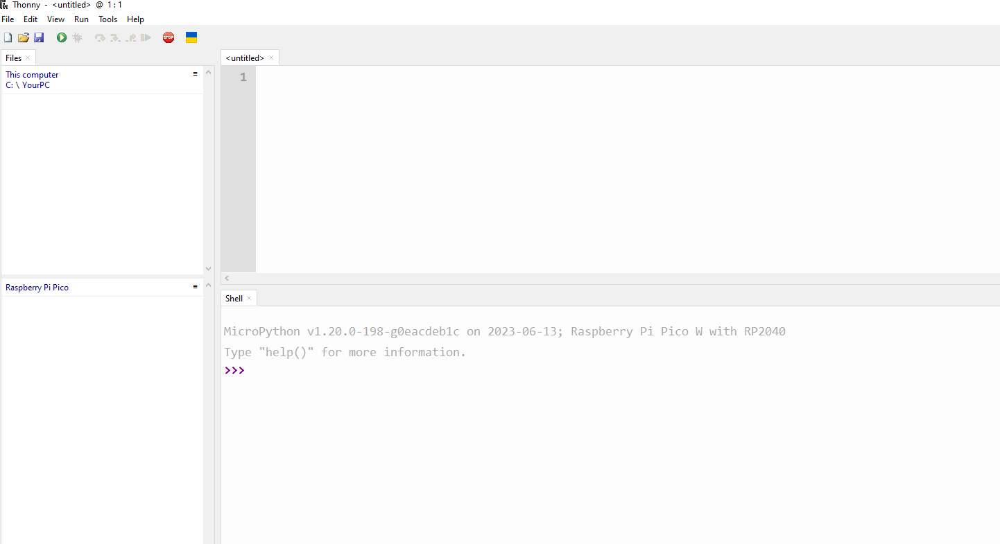 Thonny - <untitled> @ 1 : 1
File Edit View Run Tools Help
STOP
Files
This computer
C: \ YourPC
Raspberry Pi Pico
<untitled>
1
Shell
MicroPython v1.20.0-198-g0eacdeb1c on 2023-06-13; Raspberry Pi Pico W with RP2040
Type "help()" for more information.
>>>